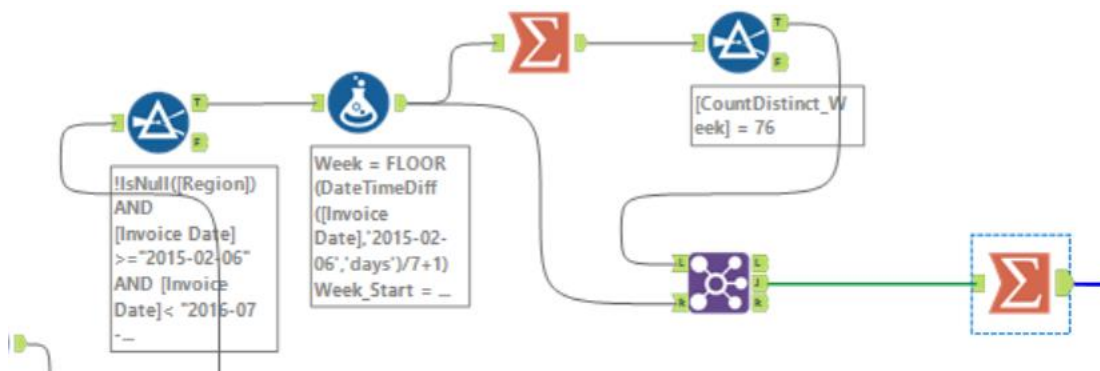 T
F
[CountDistinct_W
eek] = 76
T
F
!IsNull([Region])
AND
[Invoice Date]
>="2015-02-06"
AND [Invoice
Date]< "2016-07
-...
Week = FLOOR
(DateTimeDiff
([Invoice
Date],'2015-02-
06','days')/7+1)
Week_Start = ...
L
R
L
J
R